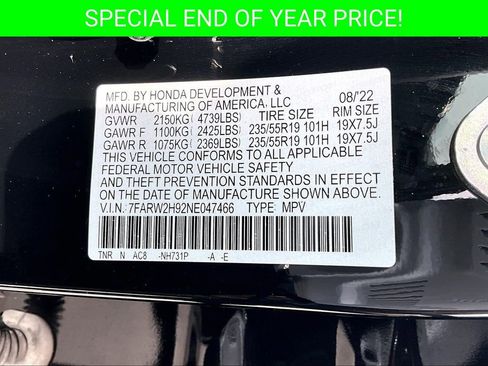 SPECIAL END OF YEAR PRICE!
MFD. BY HONDA DEVELOPMENT &
MANUFACTURING OF AMERICA, LLC 08/'22
GVWR 2150KG ( 4739LBS) TIRE SIZE RIM SIZE
GAWR F 1100KG ( 2425LBS) 235/55R19 101H 19X7.5J
GAWR R 1075KG ( 2369LBS) 235/55R19 101H 19X7.5J
THIS VEHICLE CONFORMS TO ALL APPLICABLE
FEDERAL MOTOR VEHICLE SAFETY
AND THEFT PREVENTION STANDARDS IN EFFECT
ON THE DATE OF MANUFACTURE SHOWN ABOVE.
V.I.N: 7FARW2H92NE047466 TYPE: MPV
TNR N AC8 -NH731P -A -E